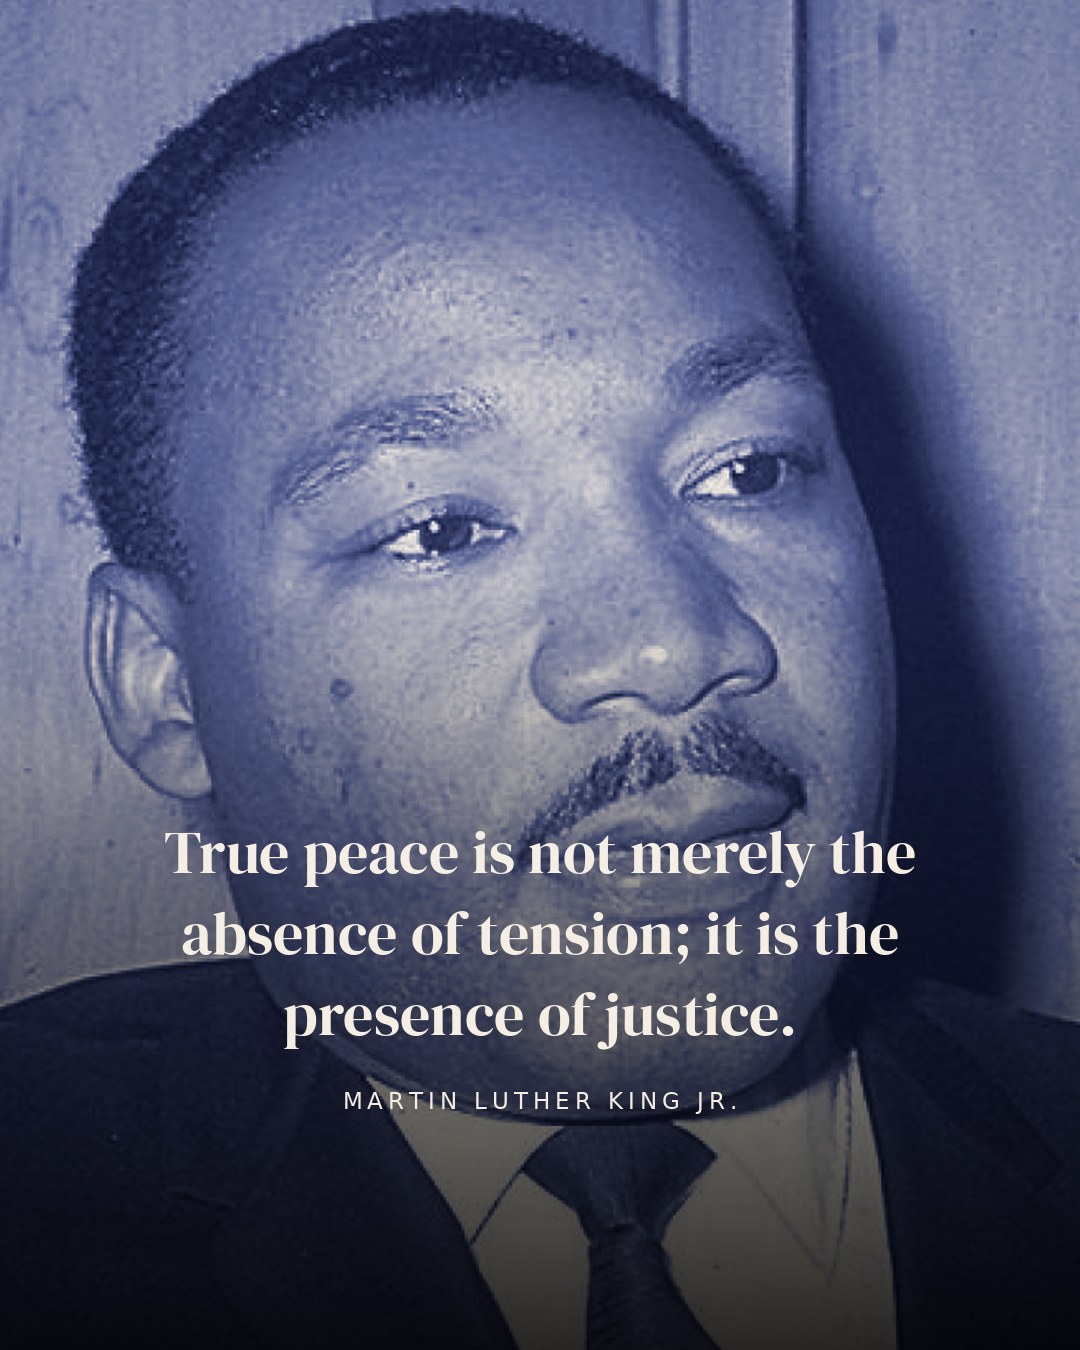 True peace is not merely the
absence of tension; it is the
presence of justice.
MARTIN LUTHER KING JR.